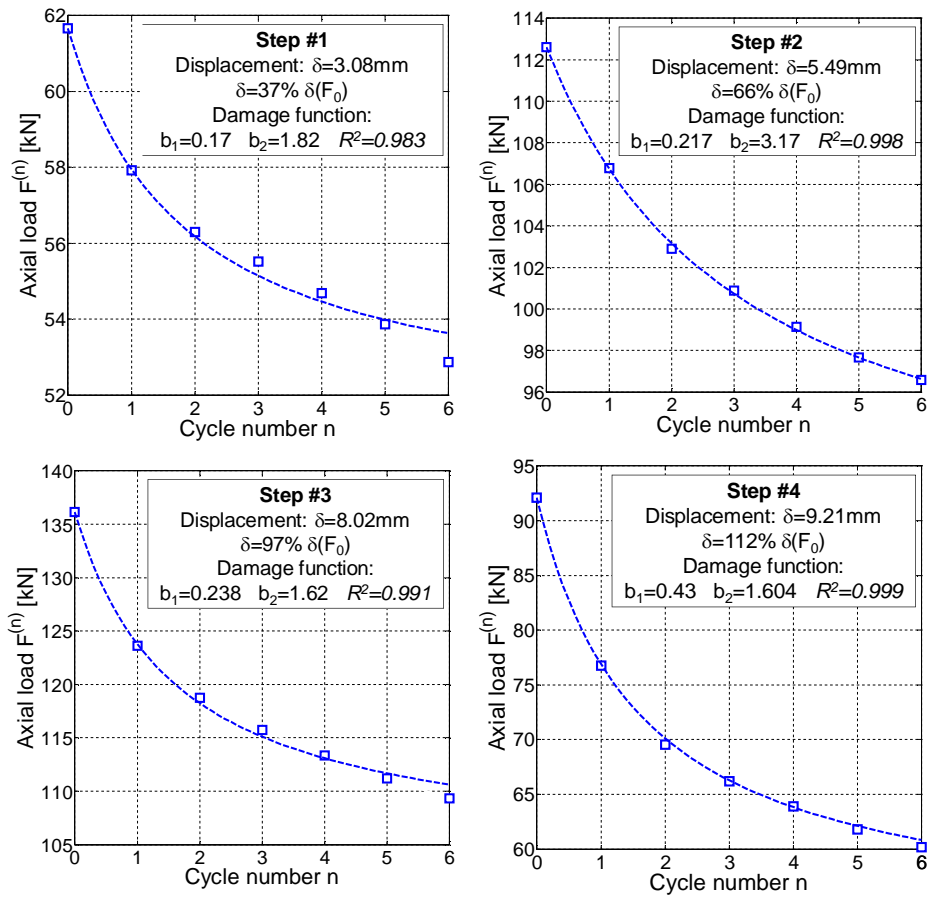 Step #1
Displacement: δ=3.08mm
δ=37% δ(F₀)
Damage function:
b₁=0.17 b₂=1.82 R²=0.983
Axial load F⁽ⁿ⁾ [kN]
62
60
58
56
54
52
0 1 2 3 4 5 6
Cycle number n
Step #2
Displacement: δ=5.49mm
δ=66% δ(F₀)
Damage function:
b₁=0.217 b₂=3.17 R²=0.998
Axial load F⁽ⁿ⁾ [kN]
114
112
110
108
106
104
102
100
98
96
0 1 2 3 4 5 6
Cycle number n
Step #3
Displacement: δ=8.02mm
δ=97% δ(F₀)
Damage function:
b₁=0.238 b₂=1.62 R²=0.991
Axial load F⁽ⁿ⁾ [kN]
140
135
130
125
120
115
110
105
0 1 2 3 4 5 6
Cycle number n
Step #4
Displacement: δ=9.21mm
δ=112% δ(F₀)
Damage function:
b₁=0.43 b₂=1.604 R²=0.999
Axial load F⁽ⁿ⁾ [kN]
95
90
85
80
75
70
65
60
0 1 2 3 4 5 6
Cycle number n